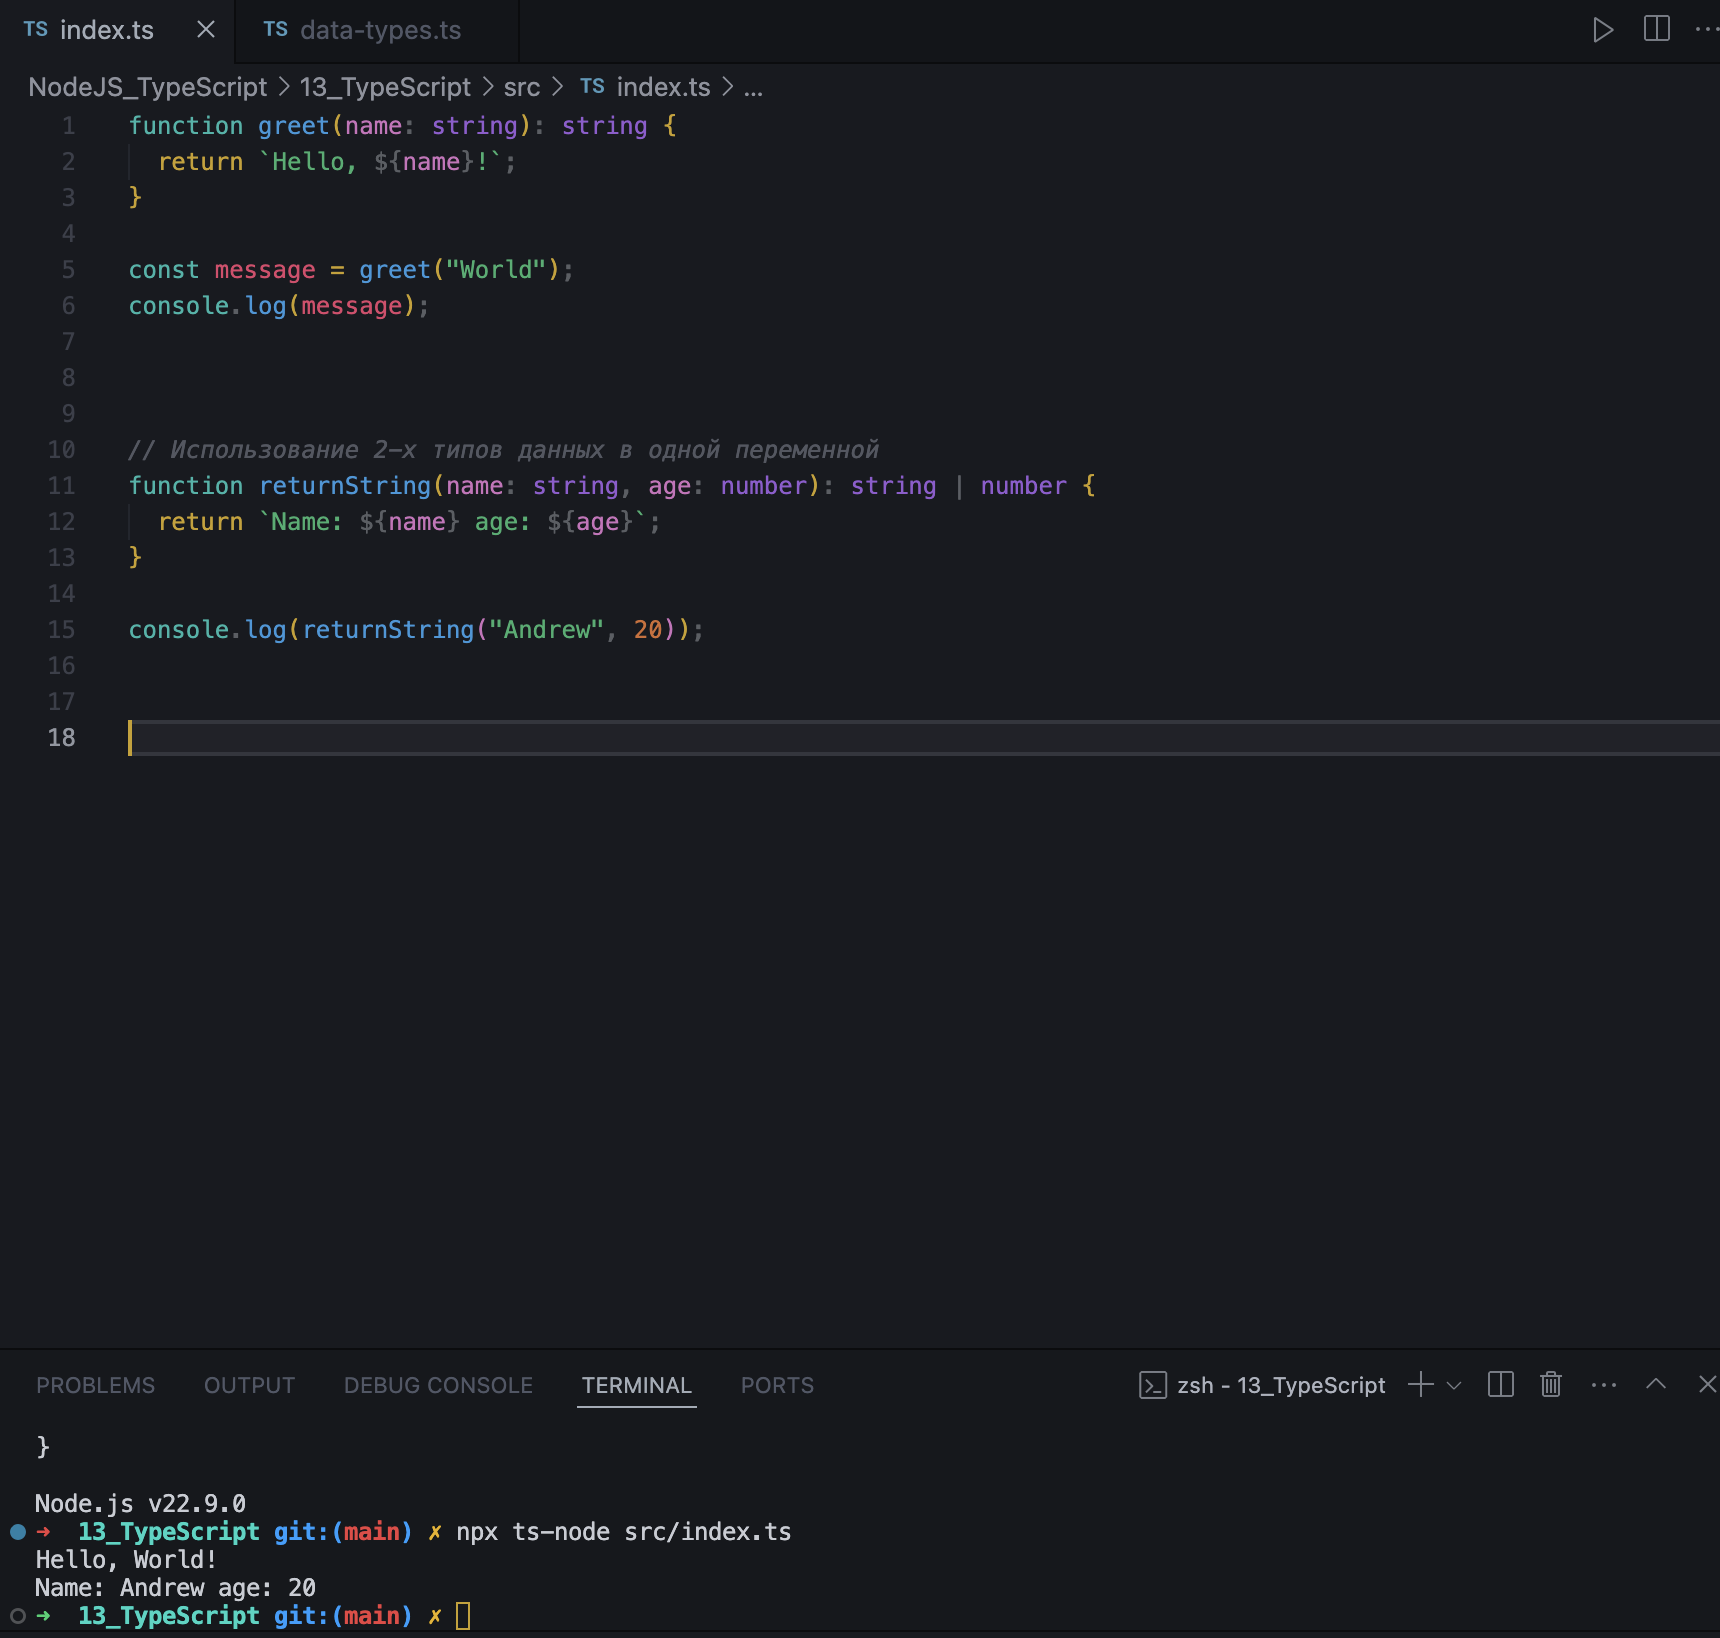 TS index.ts TS data-types.ts
NodeJS_TypeScript > 13_TypeScript > src > TS index.ts > ...
1 function greet(name: string): string {
2   return `Hello, ${name}!`;
3 }
4
5 const message = greet("World");
6 console.log(message);
7
8
9
10 // Использование 2-х типов данных в одной переменной
11 function returnString(name: string, age: number): string | number {
12   return `Name: ${name} age: ${age}`;
13 }
14
15 console.log(returnString("Andrew", 20));
16
17
18
PROBLEMS OUTPUT DEBUG CONSOLE TERMINAL PORTS zsh - 13_TypeScript
}
Node.js v22.9.0
➜ 13_TypeScript git:(main) ✗ npx ts-node src/index.ts
Hello, World!
Name: Andrew age: 20
➜ 13_TypeScript git:(main) ✗